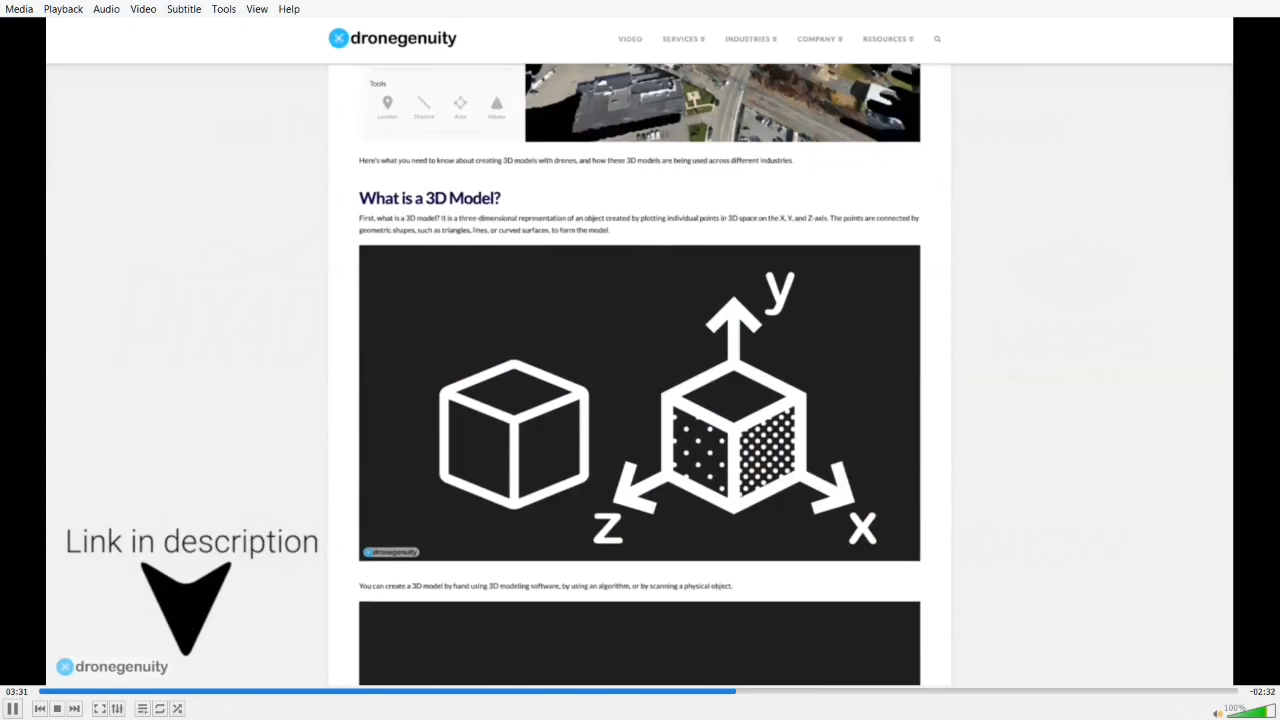 Media Playback Audio Video Subtitle Tools View Help
dronegenuity VIDEO SERVICES INDUSTRIES COMPANY RESOURCES
Tools
Location Distance Area Volume
Here's what you need to know about creating 3D models with drones, and how these 3D models are being used across different industries.
What is a 3D Model?
First, what is a 3D model? It is a three-dimensional representation of an object created by plotting individual points in 3D space on the X, Y, and Z-axis. The points are connected by
geometric shapes, such as triangles, lines, or curved surfaces, to form the model.
y
z x
dronegenuity
Link in description
You can create a 3D model by hand using 3D modeling software, by using an algorithm, or by scanning a physical object.
dronegenuity
03:31 -02:32
100%